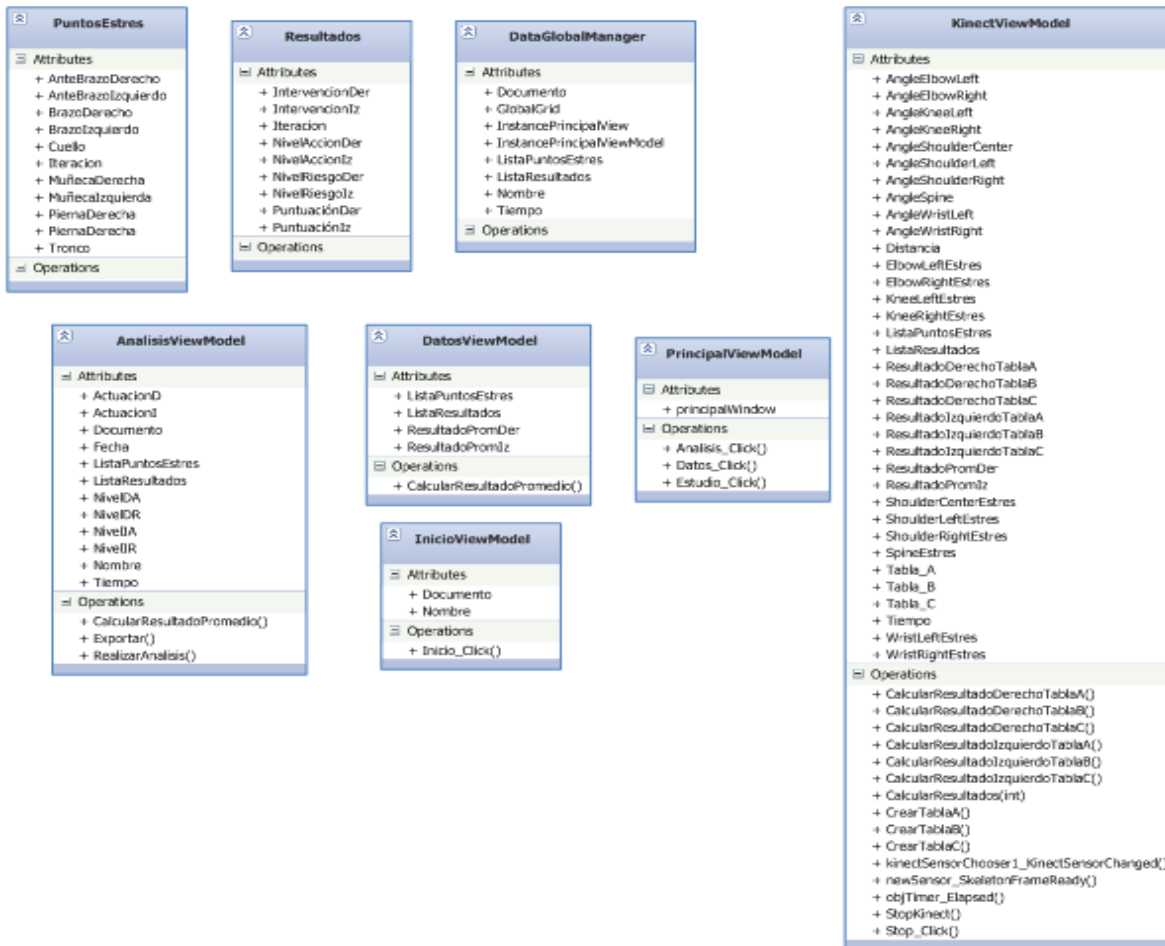 PuntosEstres
Attributes
+ AnteBrazoDerecho
+ AnteBrazoIzquierdo
+ BrazoDerecho
+ BrazoIzquierdo
+ Cuello
+ Iteracion
+ MuñecaDerecha
+ MuñecaIzquierda
+ PiernaDerecha
+ PiernaDerecha
+ Tronco
Operations
Resultados
Attributes
+ IntervencionDer
+ IntervencionIz
+ Iteracion
+ NivelAccionDer
+ NivelAccionIz
+ NivelRiesgoDer
+ NivelRiesgoIz
+ PuntuaciónDer
+ PuntuaciónIz
Operations
DataGlobalManager
Attributes
+ Documento
+ GlobalGrid
+ InstancePrincipalView
+ InstancePrincipalViewModel
+ ListaPuntosEstres
+ ListaResultados
+ Nombre
+ Tiempo
Operations
KinectViewModel
Attributes
+ AngleElbowLeft
+ AngleElbowRight
+ AngleKneeLeft
+ AngleKneeRight
+ AngleShoulderCenter
+ AngleShoulderLeft
+ AngleShoulderRight
+ AngleSpine
+ AngleWristLeft
+ AngleWristRight
+ Distancia
+ ElbowLeftEstres
+ ElbowRightEstres
+ KneeLeftEstres
+ KneeRightEstres
+ ListaPuntosEstres
+ ListaResultados
+ ResultadoDerechoTablaA
+ ResultadoDerechoTablaB
+ ResultadoDerechoTablaC
+ ResultadoIzquierdoTablaA
+ ResultadoIzquierdoTablaB
+ ResultadoIzquierdoTablaC
+ ResultadoPromDer
+ ResultadoPromIz
+ ShoulderCenterEstres
+ ShoulderLeftEstres
+ ShoulderRightEstres
+ SpineEstres
+ Tabla_A
+ Tabla_B
+ Tabla_C
+ Tiempo
+ WristLeftEstres
+ WristRightEstres
Operations
+ CalcularResultadoDerechoTablaA()
+ CalcularResultadoDerechoTablaB()
+ CalcularResultadoDerechoTablaC()
+ CalcularResultadoIzquierdoTablaA()
+ CalcularResultadoIzquierdoTablaB()
+ CalcularResultadoIzquierdoTablaC()
+ CalcularResultados(int)
+ CrearTablaA()
+ CrearTablaB()
+ CrearTablaC()
+ kinectSensorChooser1_KinectSensorChanged()
+ newSensor_SkeletonFrameReady()
+ objTimer_Elapsed()
+ StopKinect()
+ Stop_Click()
AnalisisViewModel
Attributes
+ ActuacionD
+ ActuacionI
+ Documento
+ Fecha
+ ListaPuntosEstres
+ ListaResultados
+ NivelDA
+ NivelDR
+ NivelIA
+ NivelIR
+ Nombre
+ Tiempo
Operations
+ CalcularResultadoPromedio()
+ Exportar()
+ RealizarAnalisis()
DatosViewModel
Attributes
+ ListaPuntosEstres
+ ListaResultados
+ ResultadoPromDer
+ ResultadoPromIz
Operations
+ CalcularResultadoPromedio()
PrincipalViewModel
Attributes
+ principalWindow
Operations
+ Analisis_Click()
+ Datos_Click()
+ Estudio_Click()
InicioViewModel
Attributes
+ Documento
+ Nombre
Operations
+ Inicio_Click()